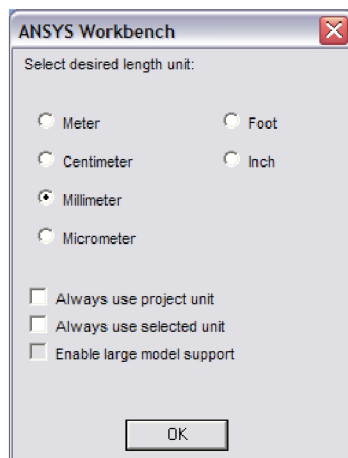 ANSYS Workbench
Select desired length unit:
Meter Foot
Centimeter Inch
Millimeter
Micrometer
Always use project unit
Always use selected unit
Enable large model support
OK